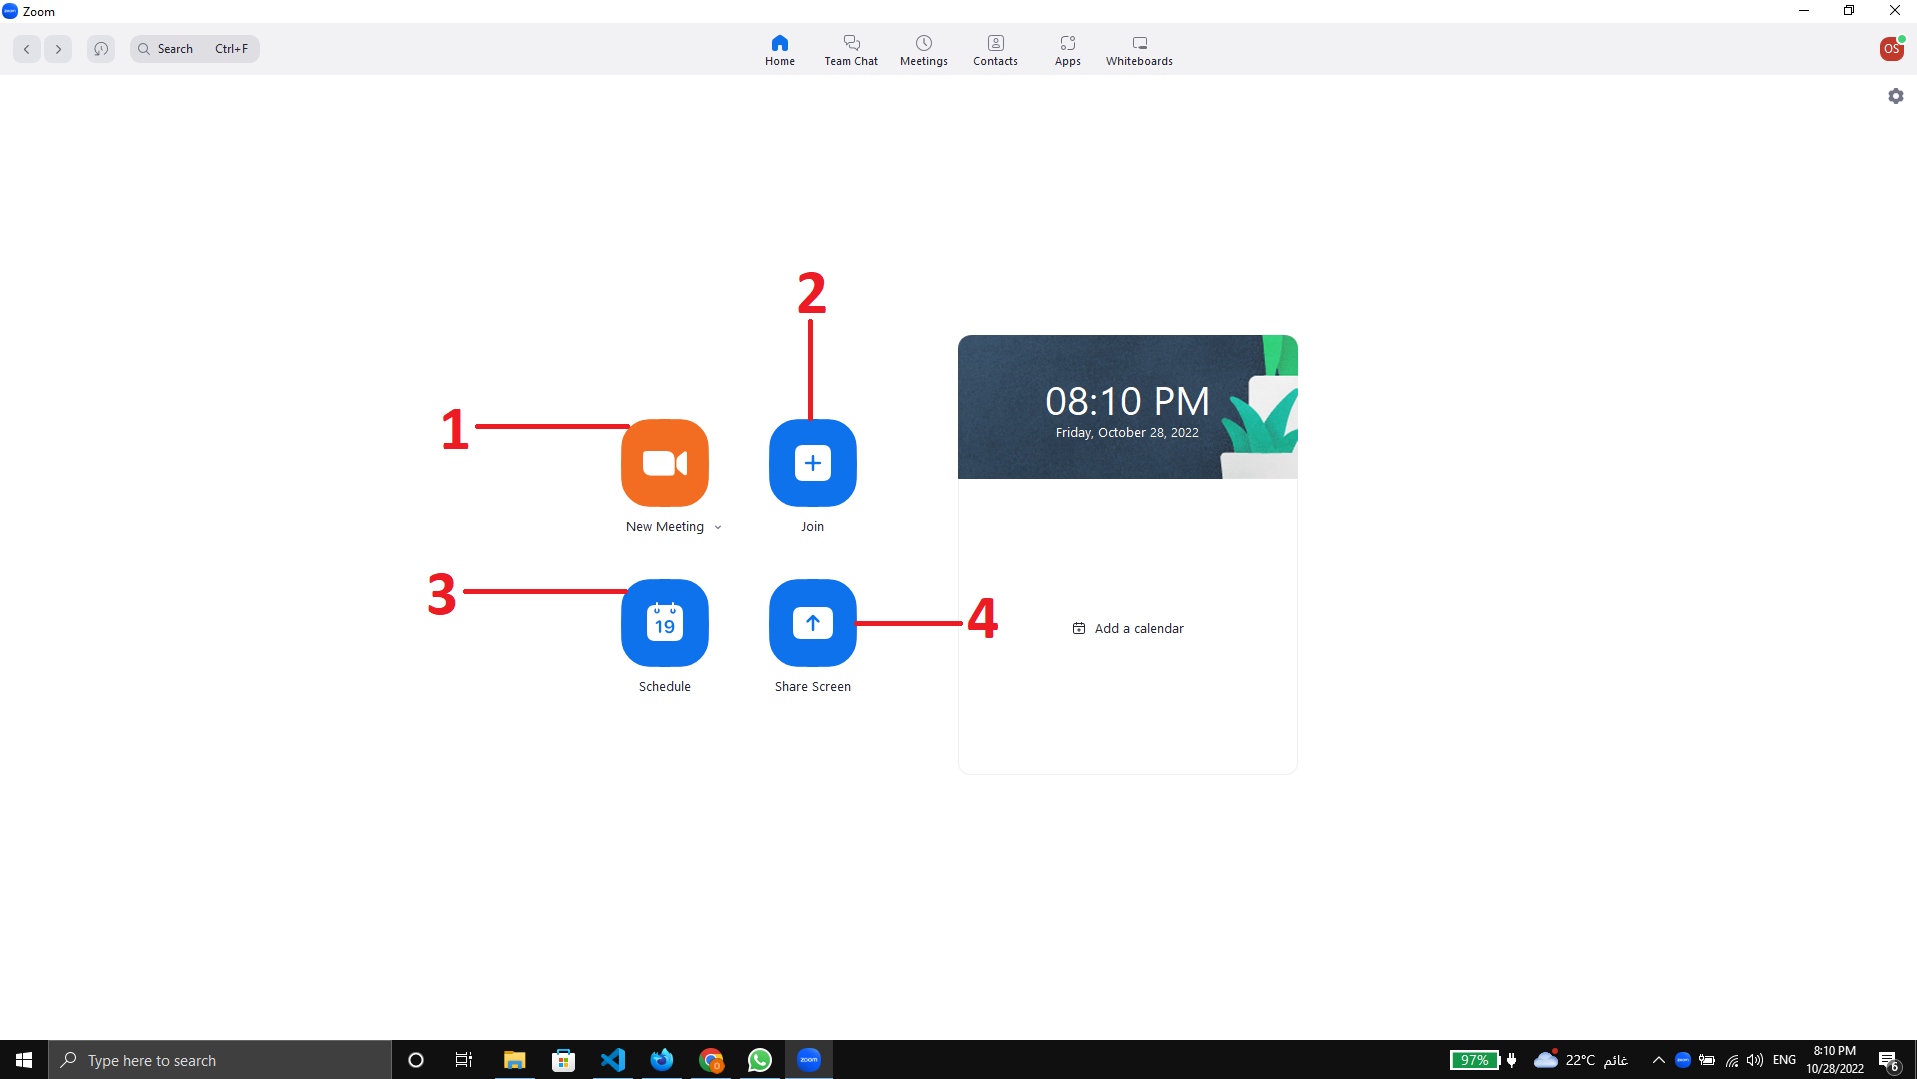 Zoom
Search Ctrl+F
Home Team Chat Meetings Contacts Apps Whiteboards
OS
2
1
08:10 PM
Friday, October 28, 2022
New Meeting Join
3
19
4
Add a calendar
Schedule Share Screen
Type here to search
zoom
97% 22°C غائم ENG
8:10 PM
10/28/2022
6